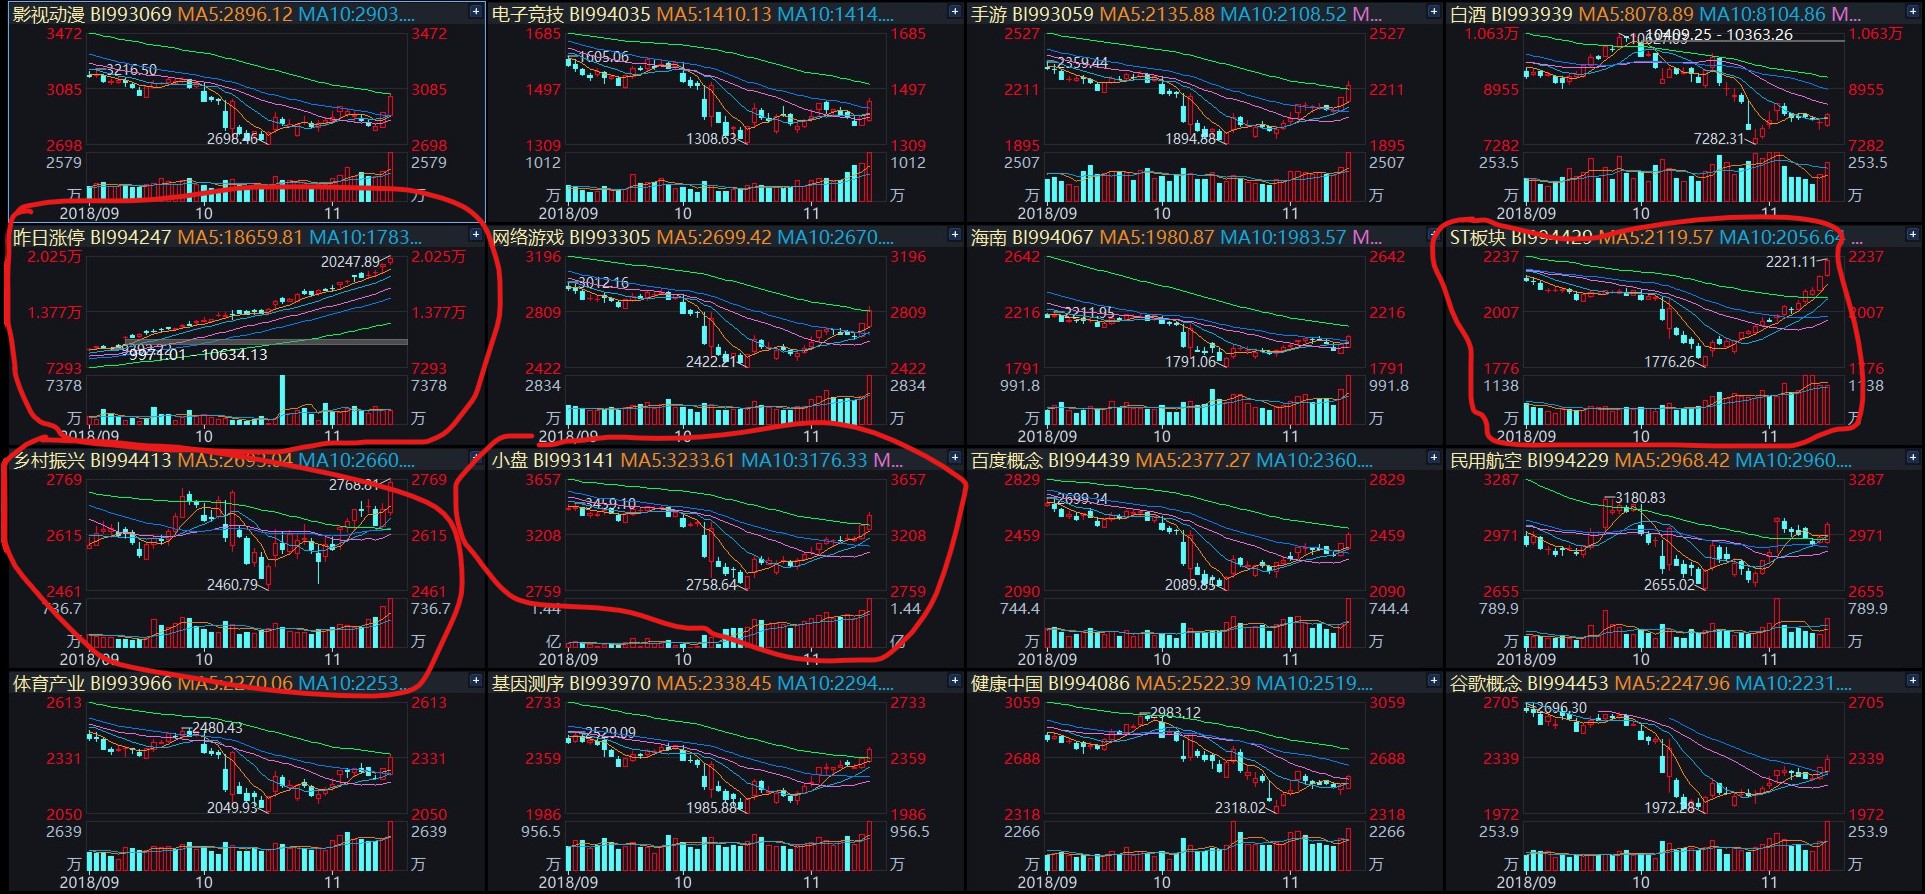 影视动漫 BI993069 MA5:2896.12 MA10:2903....
3472 3472
3216.50
3085 3085
2698.46
2698 2698
2579 2579
万 万
2018/09 10 11
电子竞技 BI994035 MA5:1410.13 MA10:1414....
1685 1685
1605.06
1497 1497
1308.63
1309 1309
1012 1012
万 万
2018/09 10 11
手游 BI993059 MA5:2135.88 MA10:2108.52 M...
2527 2527
2359.44
2211 2211
1894.88
1895 1895
2507 2507
万 万
2018/09 10 11
白酒 BI993939 MA5:8078.89 MA10:8104.86 M...
1.063万 1.063万
10409.25 - 10363.26
8955 8955
7282.31
7282 7282
253.5 253.5
万 万
2018/09 10 11
昨日涨停 BI994247 MA5:18659.81 MA10:1783...
2.025万 20247.89 2.025万
1.377万 1.377万
9971.01 - 10634.13
7293 7293
7378 7378
万 万
2018/09 10 11
网络游戏 BI993305 MA5:2699.42 MA10:2670....
3196 3196
3012.16
2809 2809
2422.21
2422 2422
2834 2834
万 万
2018/09 10 11
海南 BI994067 MA5:1980.87 MA10:1983.57 M...
2642 2642
2211.95
2216 2216
1791.06
1791 1791
991.8 991.8
万 万
2018/09 10 11
ST板块 BI994429 MA5:2119.57 MA10:2056.64 ...
2237 2221.11 2237
2007 2007
1776.26
1776 1776
1138 1138
万 万
2018/09 10 11
乡村振兴 BI994413 MA5:2693.04 MA10:2660....
2769 2768.81 2769
2615 2615
2460.79
2461 2461
736.7 736.7
万 万
2018/09 10 11
小盘 BI993141 MA5:3233.61 MA10:3176.33 M...
3657 3657
3459.10
3208 3208
2758.64
2759 2759
1.44 1.44
亿 亿
2018/09 10 11
百度概念 BI994439 MA5:2377.27 MA10:2360....
2829 2829
2699.34
2459 2459
2089.85
2090 2090
744.4 744.4
万 万
2018/09 10 11
民用航空 BI994229 MA5:2968.42 MA10:2960....
3287 3287
3180.83
2971 2971
2655.02
2655 2655
789.9 789.9
万 万
2018/09 10 11
体育产业 BI993966 MA5:2270.06 MA10:2253...
2613 2613
2480.43
2331 2331
2049.93
2050 2050
2639 2639
万 万
2018/09 10 11
基因测序 BI993970 MA5:2338.45 MA10:2294....
2733 2733
2529.09
2359 2359
1985.88
1986 1986
956.5 956.5
万 万
2018/09 10 11
健康中国 BI994086 MA5:2522.39 MA10:2519....
3059 3059
2983.12
2688 2688
2318.02
2318 2318
2266 2266
万 万
2018/09 10 11
谷歌概念 BI994453 MA5:2247.96 MA10:2231....
2705 2705
2696.30
2339 2339
1972.28
1972 1972
253.9 253.9
万 万
2018/09 10 11